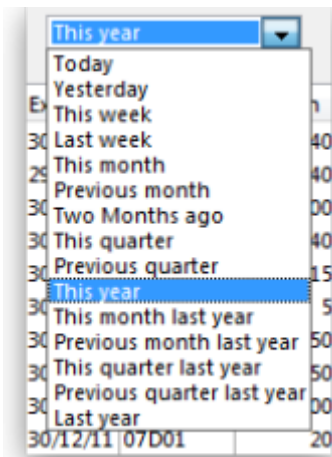 This year
Today
Yesterday
This week
Last week
This month
Previous month
Two Months ago
This quarter
Previous quarter
This year
This month last year
Previous month last year
This quarter last year
Previous quarter last year
Last year
30/12/11 07D01 20